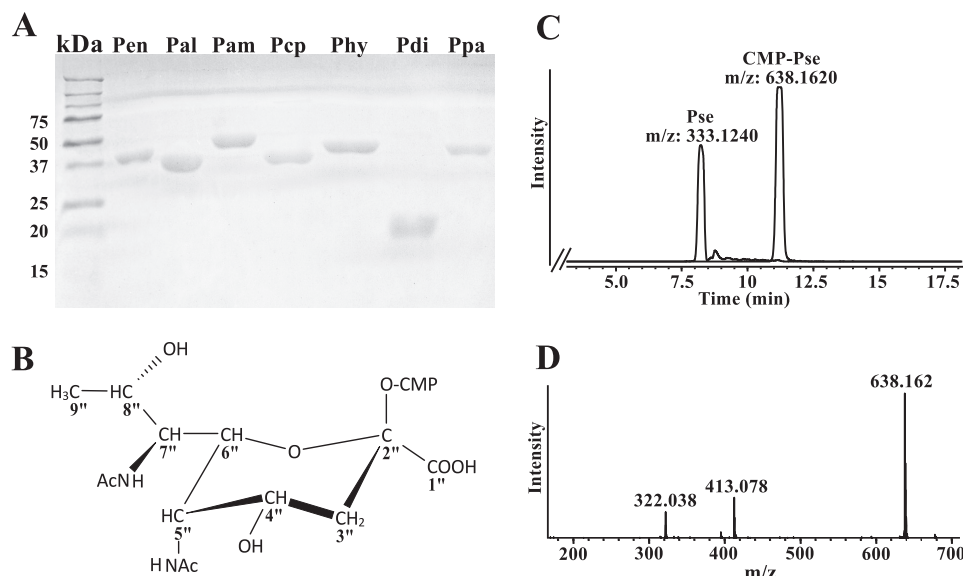 A
kDa Pen Pal Pam Pcp Phy Pdi Ppa
75
50
37
25
20
15
B
OH
H₃C HC
9" 8"
O-CMP
CH CH O C
7" 6" 2"
COOH
1"
AcNH
HC CH CH₂
5" 4" 3"
OH
H NAc
C
CMP-Pse
m/z: 638.1620
Pse
m/z: 333.1240
Intensity
5.0 7.5 10 12.5 15 17.5
Time (min)
D
638.162
413.078
322.038
Intensity
200 300 400 500 600 700
m/z